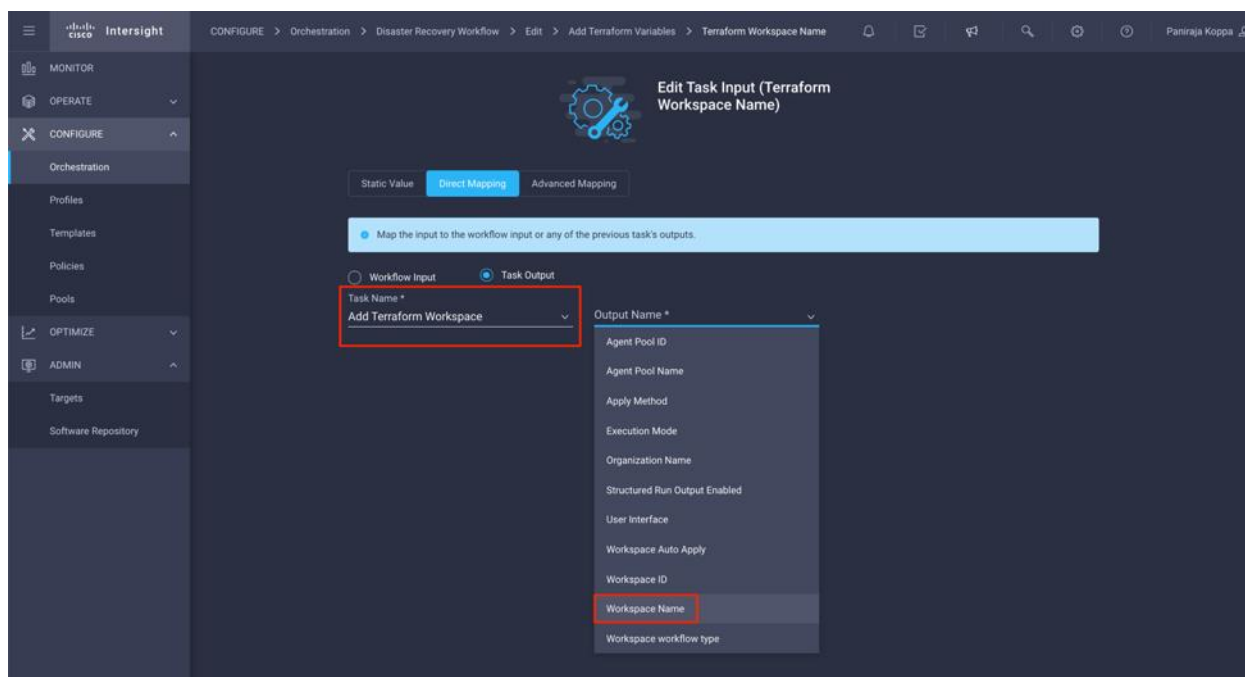 CISCO Intersight
CONFIGURE > Orchestration > Disaster Recovery Workflow > Edit > Add Terraform Variables > Terraform Workspace Name
Paniraja Koppa
MONITOR
OPERATE
CONFIGURE
Orchestration
Profiles
Templates
Policies
Pools
OPTIMIZE
ADMIN
Targets
Software Repository
Edit Task Input (Terraform
Workspace Name)
Static Value Direct Mapping Advanced Mapping
Map the input to the workflow input or any of the previous task's outputs.
Workflow Input Task Output
Task Name *
Add Terraform Workspace
Output Name *
Agent Pool ID
Agent Pool Name
Apply Method
Execution Mode
Organization Name
Structured Run Output Enabled
User Interface
Workspace Auto Apply
Workspace ID
Workspace Name
Workspace workflow type